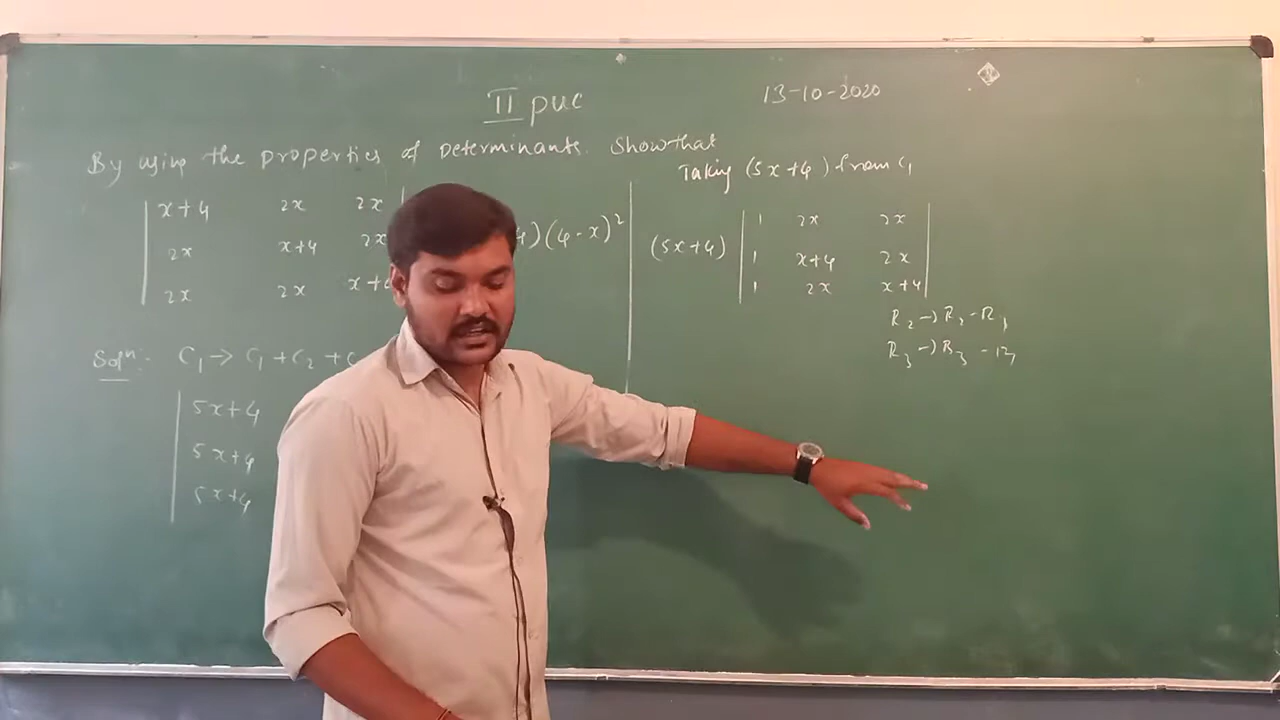 II PUC
13-10-2020
By using the properties of Determinants. Show that
| x+4 2x 2x
2x x+4 2x
2x 2x x+
4)(4-x)²
Solⁿ:- C₁ → C₁ + C₂ +
| 5x+4
5x+4
5x+4
Taking (5x+4) from C₁
(5x+4) | 1 2x 2x |
1 x+4 2x
1 2x x+4
R₂ → R₂ - R₁
R₃ → R₃ - R₁